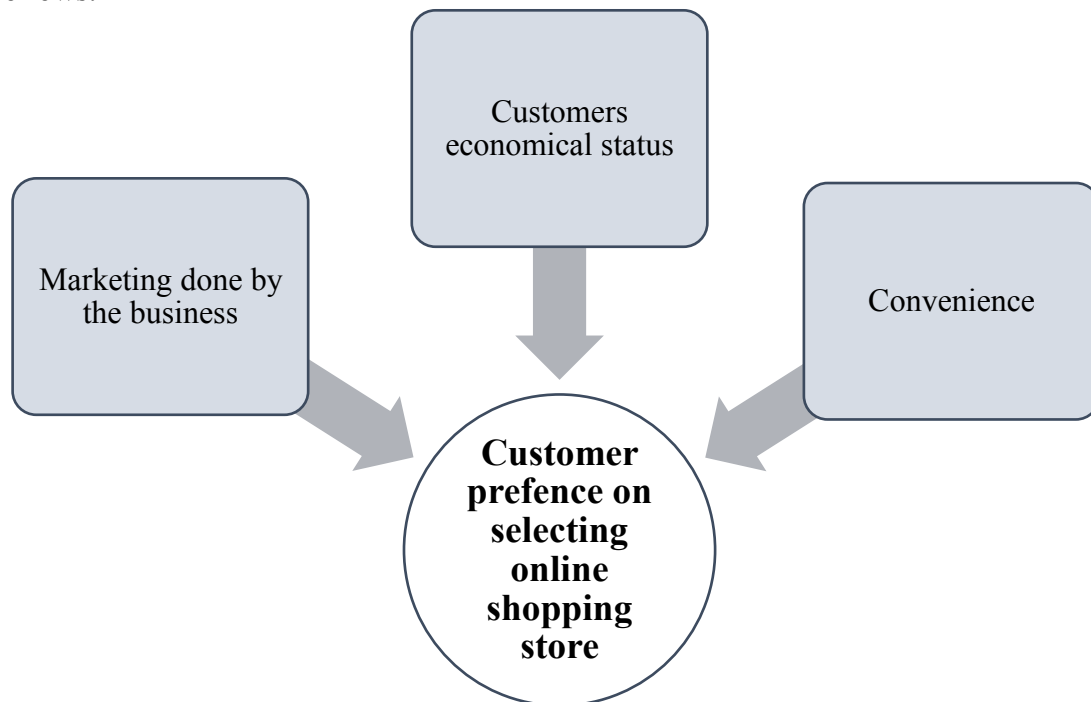 Customers
economical status
Marketing done by
the business
Convenience
Customer
prefence on
selecting
online
shopping
store